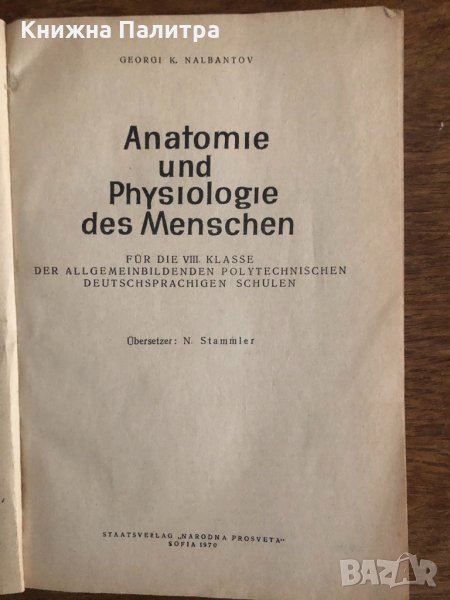 Книжна Палитра
GEORGI K. NALBANTOV
Anatomie
und
Physiologie
des Menschen
FÜR DIE VIII. KLASSE
DER ALLGEMEINBILDENDEN POLYTECHNISCHEN
DEUTSCHSPRACHIGEN SCHULEN
Übersetzer: N. Stammler
STAATSVERLAG „NARODNA PROSVETA“
SOFIA 1970
BAZAR